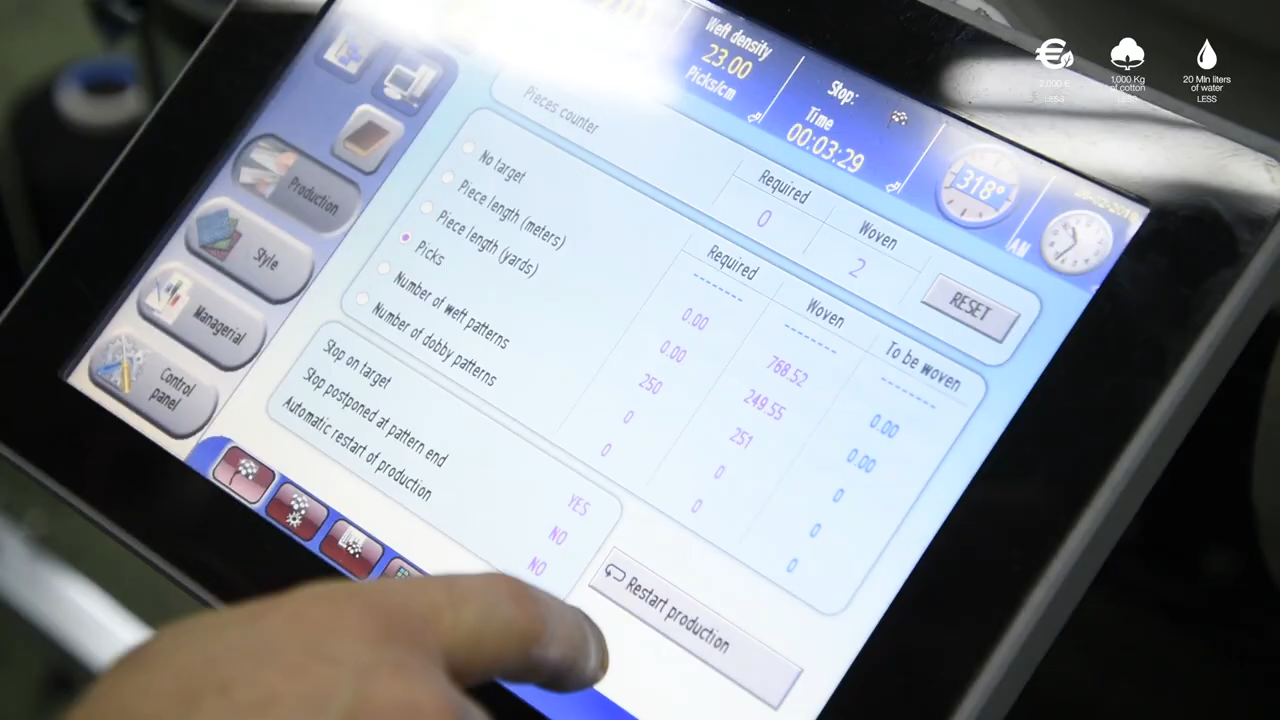 Weft density
23.00
Picks/cm
Stop:
Time
00:03:29
318°
AM
2.000 €
LESS
1,000 Kg
of cotton
LESS
20 Mln liters
of water
LESS
Production
Style
Managerial
Control
panel
Pieces counter
Required
0
Woven
2
RESET
Required
Woven
To be woven
No target
--------
--------
--------
Piece length (meters)
0.00
768.52
0.00
Piece length (yards)
0.00
249.55
0.00
Picks
250
251
0
Number of weft patterns
0
0
0
Number of dobby patterns
0
0
0
Stop on target
YES
Stop postponed at pattern end
NO
Automatic restart of production
NO
Restart production